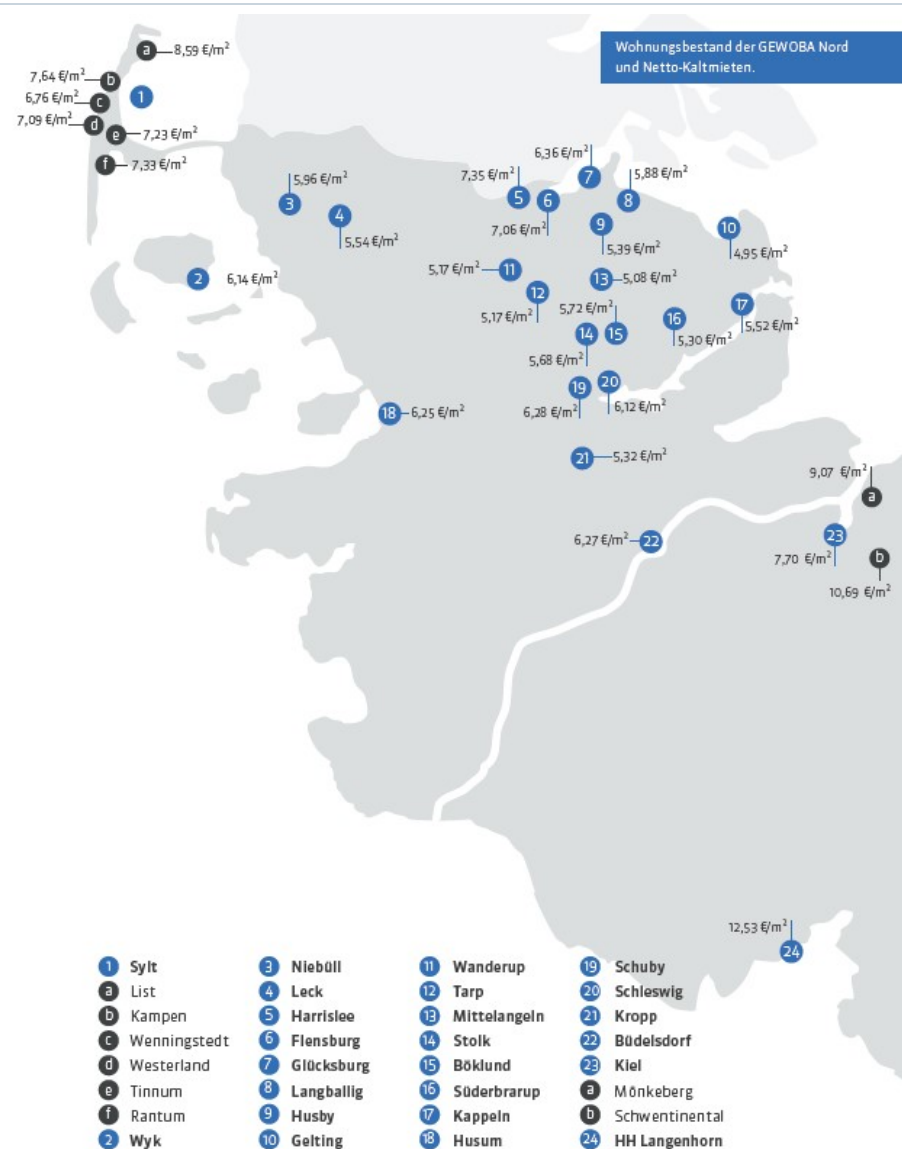 Wohnungsbestand der GEWOBA Nord
und Netto-Kaltmieten.
a 8,59 €/m²
7,64 €/m² b
6,76 €/m² c
1
7,09 €/m² d
e 7,23 €/m²
f 7,33 €/m²
5,96 €/m²
3
4
5,54 €/m²
7,35 €/m²
5
6
7,06 €/m²
6,36 €/m²
7
5,88 €/m²
8
9
5,39 €/m²
10
4,95 €/m²
2 6,14 €/m²
5,17 €/m² 11
12
5,17 €/m²
13 5,08 €/m²
5,72 €/m²
15
14
5,68 €/m²
16
5,30 €/m²
17
5,52 €/m²
18 6,25 €/m²
19
6,28 €/m²
20
6,12 €/m²
21 5,32 €/m²
9,07 €/m²
a
6,27 €/m² 22
23
7,70 €/m²
b
10,69 €/m²
12,53 €/m²
24
1 Sylt
a List
b Kampen
c Wenningstedt
d Westerland
e Tinnum
f Rantum
2 Wyk
3 Niebüll
4 Leck
5 Harrislee
6 Flensburg
7 Glücksburg
8 Langballig
9 Husby
10 Gelting
11 Wanderup
12 Tarp
13 Mittelangeln
14 Stolk
15 Böklund
16 Süderbrarup
17 Kappeln
18 Husum
19 Schuby
20 Schleswig
21 Kropp
22 Büdelsdorf
23 Kiel
a Mönkeberg
b Schwentinental
24 HH Langenhorn